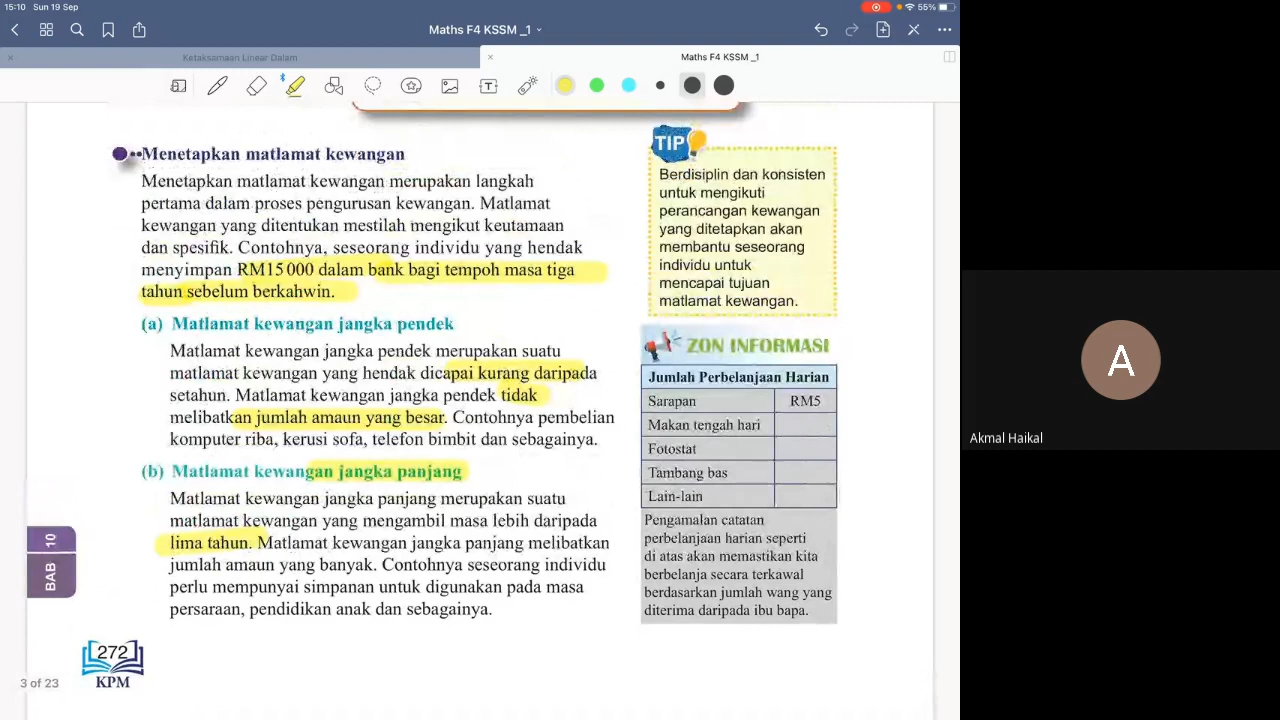 15:10 Sun 19 Sep
55%
Maths F4 KSSM _1
Ketaksamaan Linear Dalam
Maths F4 KSSM _1
Menetapkan matlamat kewangan
Menetapkan matlamat kewangan merupakan langkah
pertama dalam proses pengurusan kewangan. Matlamat
kewangan yang ditentukan mestilah mengikut keutamaan
dan spesifik. Contohnya, seseorang individu yang hendak
menyimpan RM15 000 dalam bank bagi tempoh masa tiga
tahun sebelum berkahwin.
(a) Matlamat kewangan jangka pendek
Matlamat kewangan jangka pendek merupakan suatu
matlamat kewangan yang hendak dicapai kurang daripada
setahun. Matlamat kewangan jangka pendek tidak
melibatkan jumlah amaun yang besar. Contohnya pembelian
komputer riba, kerusi sofa, telefon bimbit dan sebagainya.
(b) Matlamat kewangan jangka panjang
Matlamat kewangan jangka panjang merupakan suatu
matlamat kewangan yang mengambil masa lebih daripada
lima tahun. Matlamat kewangan jangka panjang melibatkan
jumlah amaun yang banyak. Contohnya seseorang individu
perlu mempunyai simpanan untuk digunakan pada masa
persaraan, pendidikan anak dan sebagainya.
TIP
Berdisiplin dan konsisten
untuk mengikuti
perancangan kewangan
yang ditetapkan akan
membantu seseorang
individu untuk
mencapai tujuan
matlamat kewangan.
ZON INFORMASI
Jumlah Perbelanjaan Harian
Sarapan RM5
Makan tengah hari
Fotostat
Tambang bas
Lain-lain
Pengamalan catatan
perbelanjaan harian seperti
di atas akan memastikan kita
berbelanja secara terkawal
berdasarkan jumlah wang yang
diterima daripada ibu bapa.
BAB 10
272
KPM
3 of 23
A
Akmal Haikal